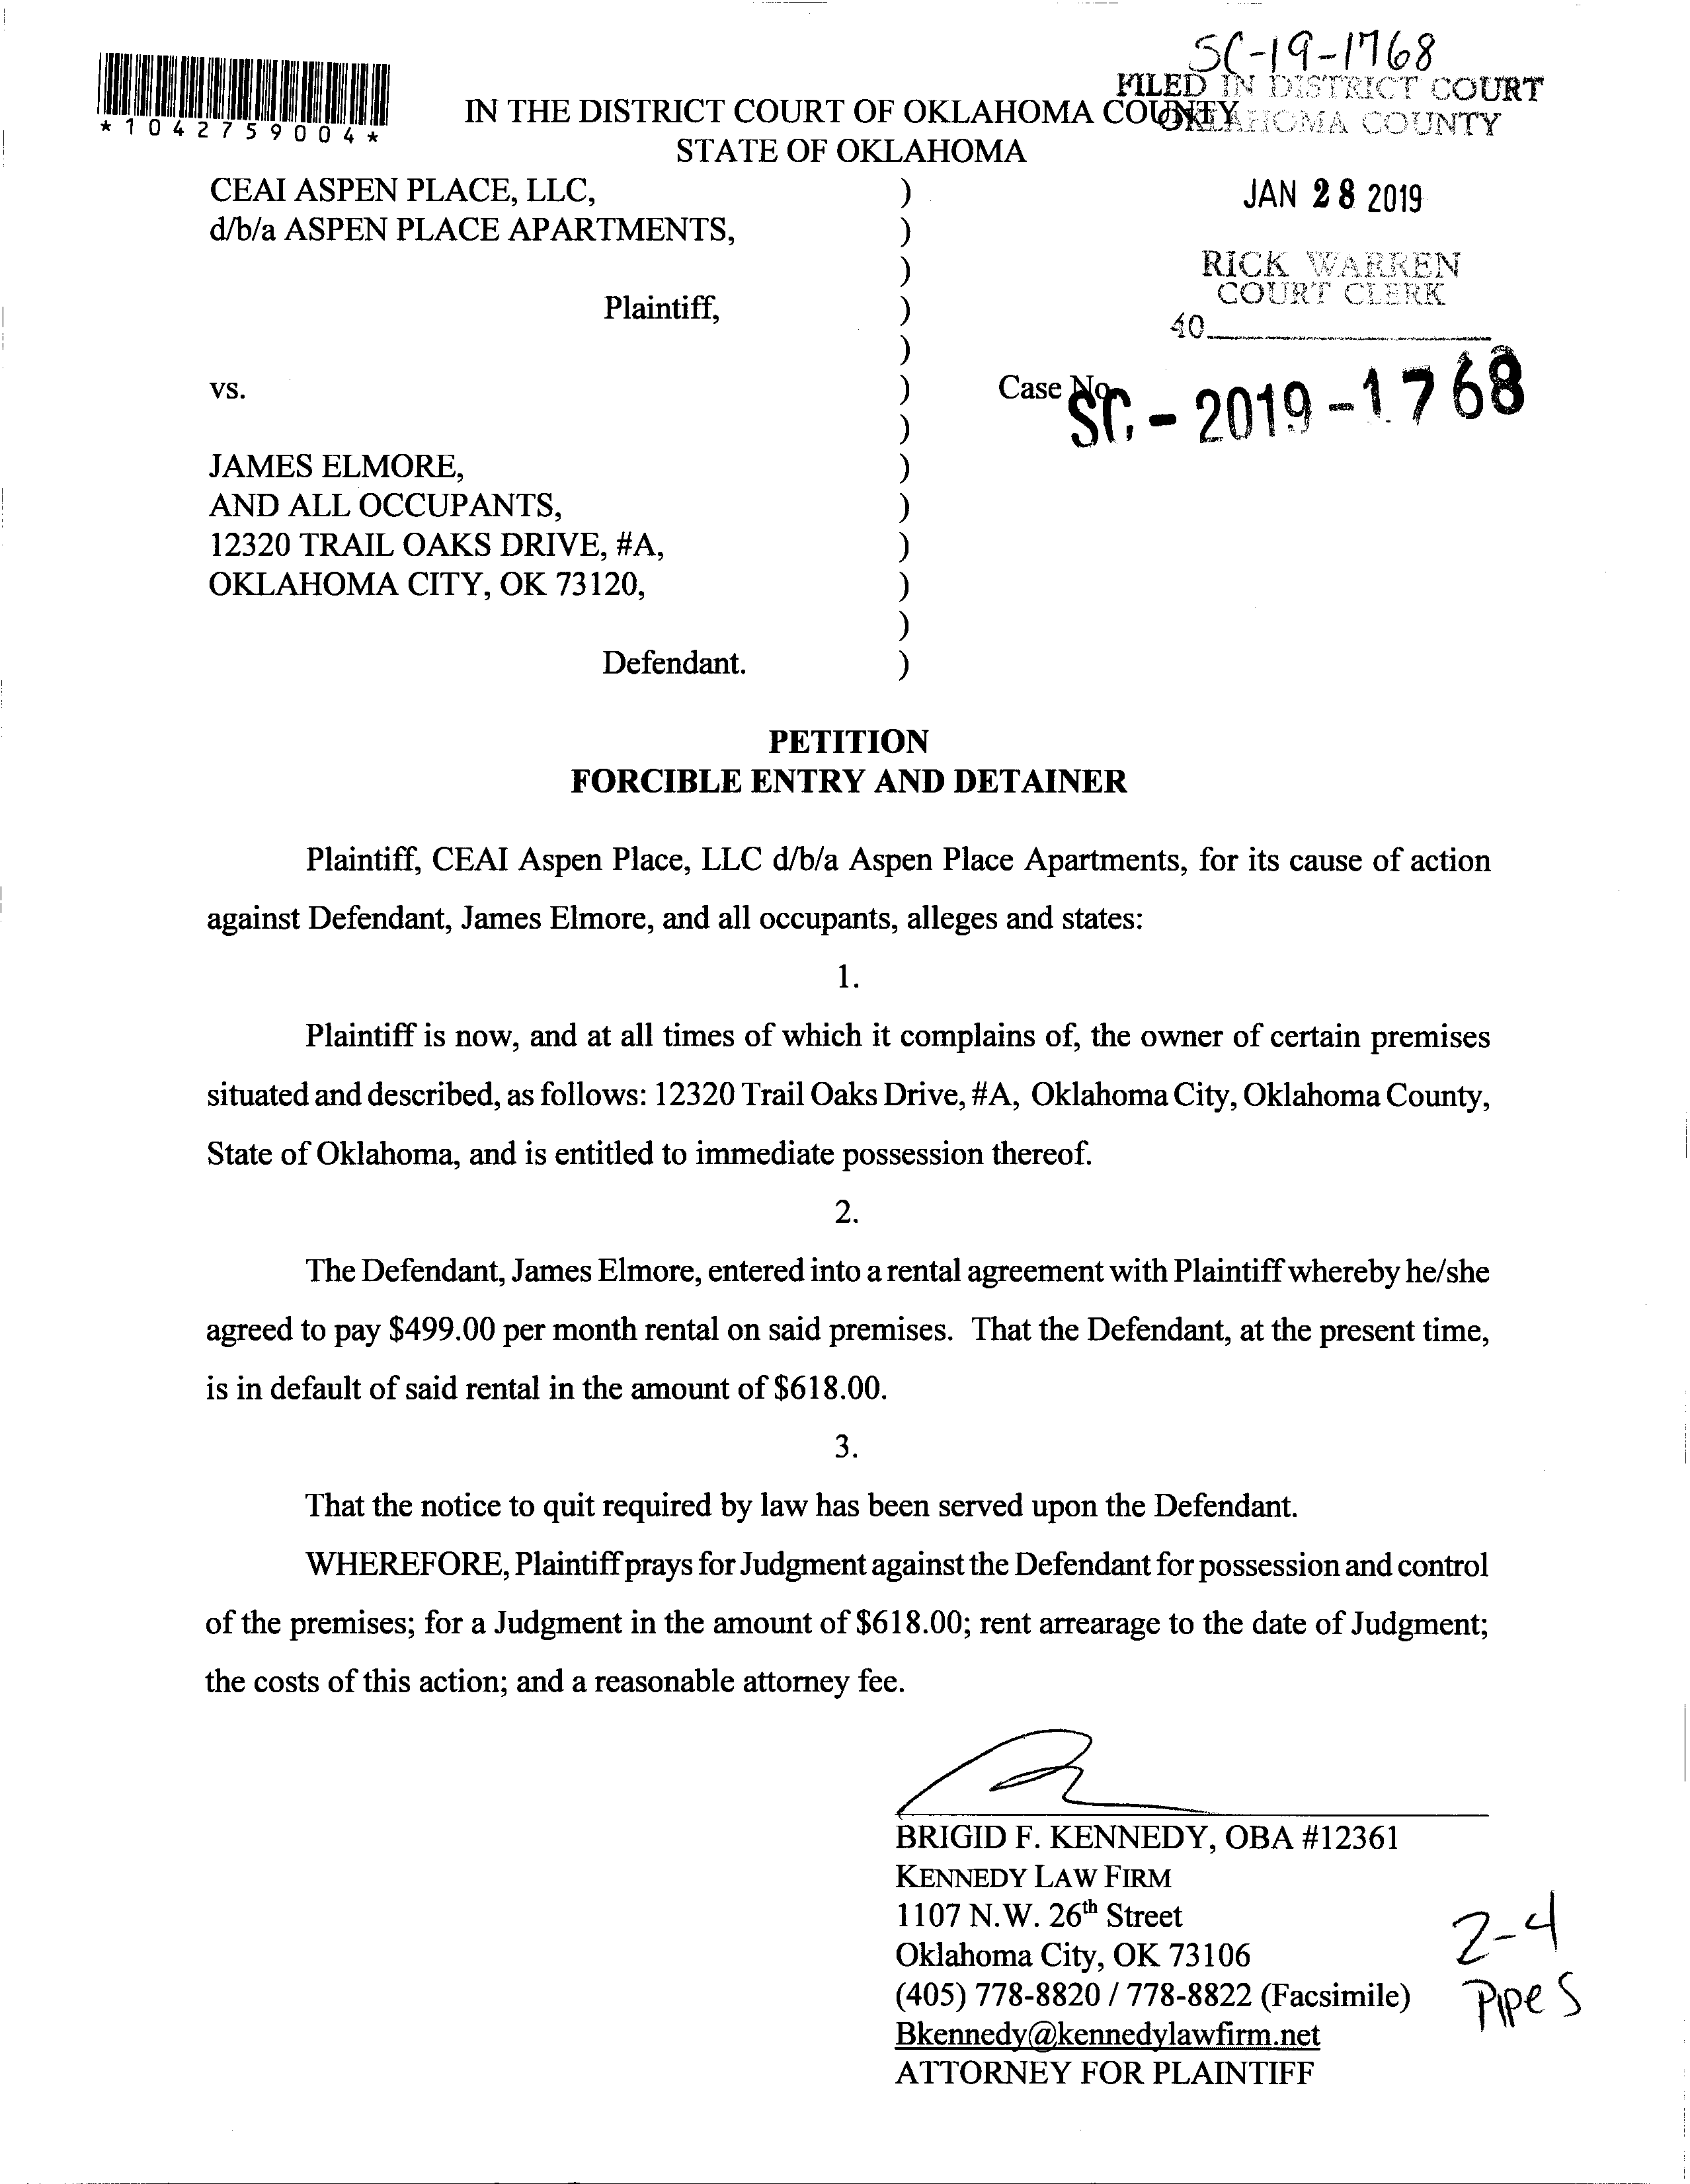 SC-19-1768
FILED IN DISTRICT COURT
OKLAHOMA COUNTY
*1042759004*
IN THE DISTRICT COURT OF OKLAHOMA COUNTY
STATE OF OKLAHOMA
JAN 28 2019
RICK WARREN
COURT CLERK
40
CEAI ASPEN PLACE, LLC, )
d/b/a ASPEN PLACE APARTMENTS, )
)
Plaintiff, )
)
vs. ) Case No.
SC - 2019 - 1768
)
JAMES ELMORE, )
AND ALL OCCUPANTS, )
12320 TRAIL OAKS DRIVE, #A, )
OKLAHOMA CITY, OK 73120, )
)
Defendant. )
PETITION
FORCIBLE ENTRY AND DETAINER
Plaintiff, CEAI Aspen Place, LLC d/b/a Aspen Place Apartments, for its cause of action
against Defendant, James Elmore, and all occupants, alleges and states:
1.
Plaintiff is now, and at all times of which it complains of, the owner of certain premises
situated and described, as follows: 12320 Trail Oaks Drive, #A, Oklahoma City, Oklahoma County,
State of Oklahoma, and is entitled to immediate possession thereof.
2.
The Defendant, James Elmore, entered into a rental agreement with Plaintiff whereby he/she
agreed to pay $499.00 per month rental on said premises. That the Defendant, at the present time,
is in default of said rental in the amount of $618.00.
3.
That the notice to quit required by law has been served upon the Defendant.
WHEREFORE, Plaintiff prays for Judgment against the Defendant for possession and control
of the premises; for a Judgment in the amount of $618.00; rent arrearage to the date of Judgment;
the costs of this action; and a reasonable attorney fee.
BRIGID F. KENNEDY, OBA #12361
KENNEDY LAW FIRM
1107 N.W. 26th Street
Oklahoma City, OK 73106
(405) 778-8820 / 778-8822 (Facsimile)
Bkennedy@kennedylawfirm.net
ATTORNEY FOR PLAINTIFF
2-4
Pipes